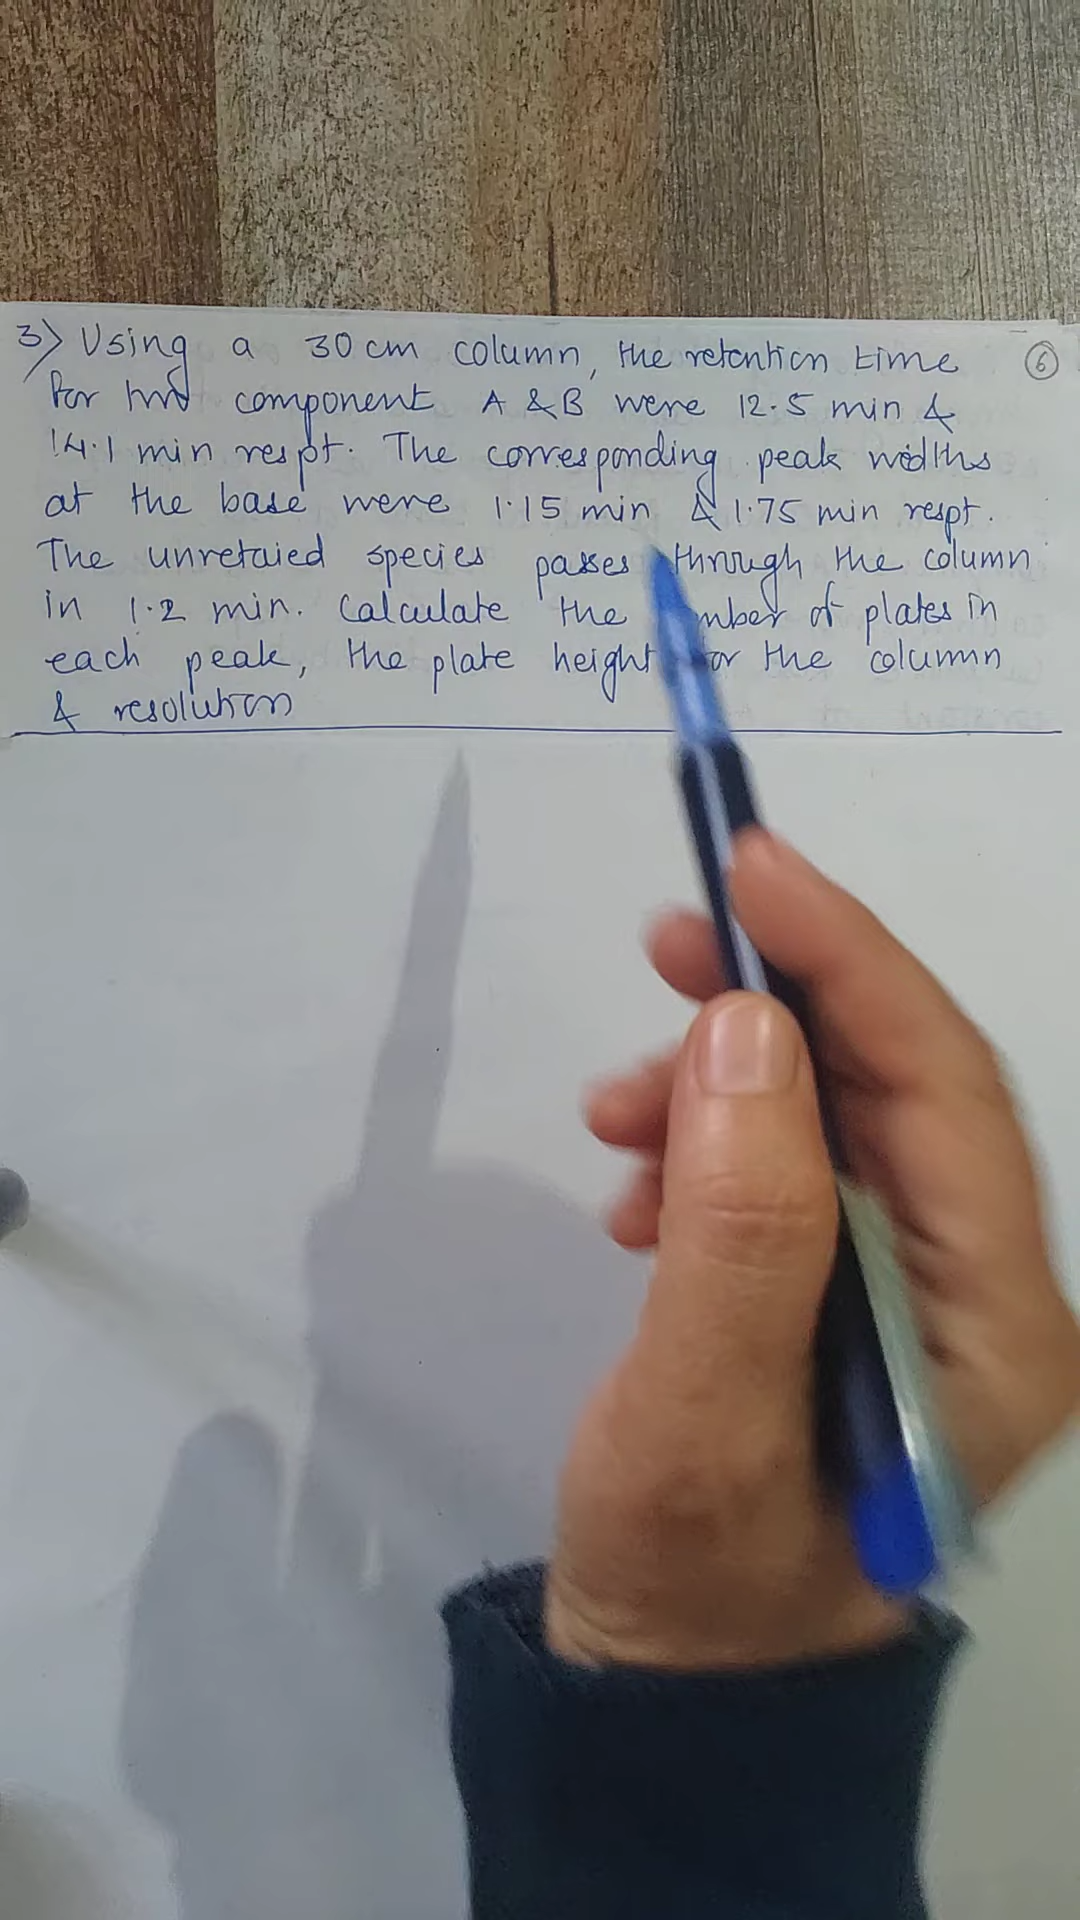 3) Using a 30 cm column, the retention time 6
for two component A & B were 12.5 min &
14.1 min respt. The corresponding peak widths
at the base were 1.15 min & 1.75 min respt.
The unretaied species passes through the column
in 1.2 min. Calculate the mber of plates in
each peak, the plate height for the column
& resolution